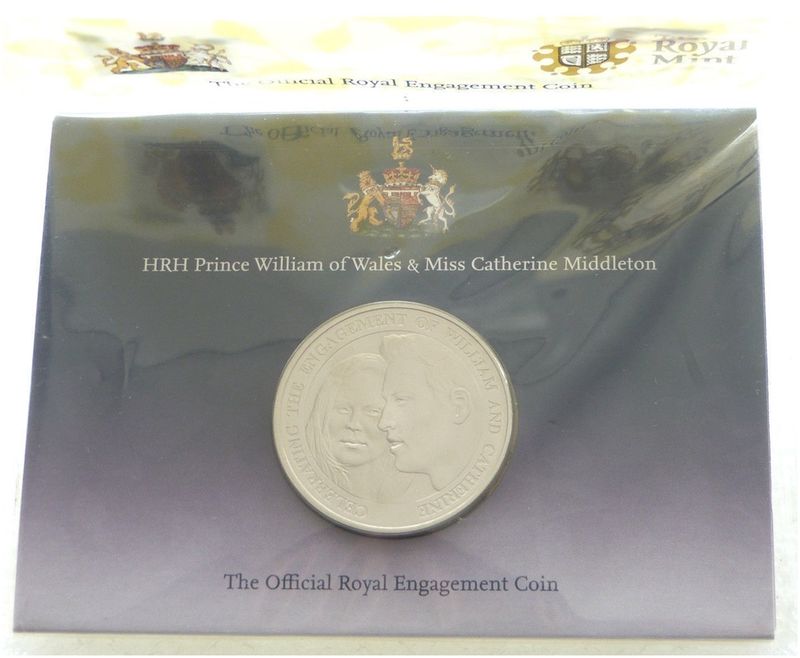 Royal
Mint
The Official Royal Engagement Coin
HRH Prince William of Wales & Miss Catherine Middleton
CELEBRATING THE ENGAGEMENT OF WILLIAM AND CATHERINE
The Official Royal Engagement Coin